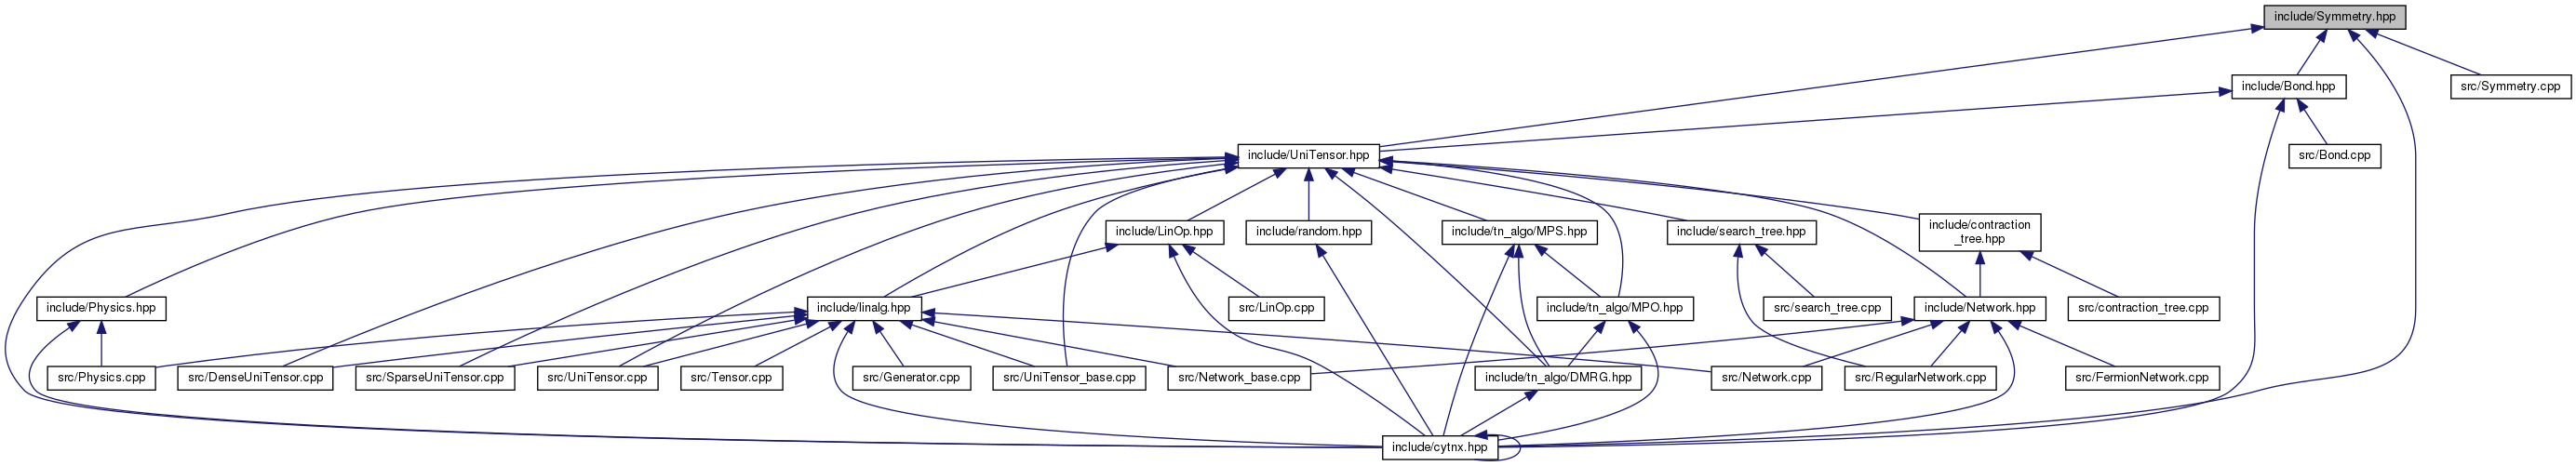 include/Symmetry.hpp
include/Bond.hpp
src/Symmetry.cpp
include/UniTensor.hpp
src/Bond.cpp
include/LinOp.hpp
include/random.hpp
include/tn_algo/MPS.hpp
include/search_tree.hpp
include/contraction
_tree.hpp
include/Physics.hpp
include/linalg.hpp
src/LinOp.cpp
include/tn_algo/MPO.hpp
src/search_tree.cpp
include/Network.hpp
src/contraction_tree.cpp
src/Physics.cpp
src/DenseUniTensor.cpp
src/SparseUniTensor.cpp
src/UniTensor.cpp
src/Tensor.cpp
src/Generator.cpp
src/UniTensor_base.cpp
src/Network_base.cpp
include/tn_algo/DMRG.hpp
src/Network.cpp
src/RegularNetwork.cpp
src/FermionNetwork.cpp
include/cytnx.hpp